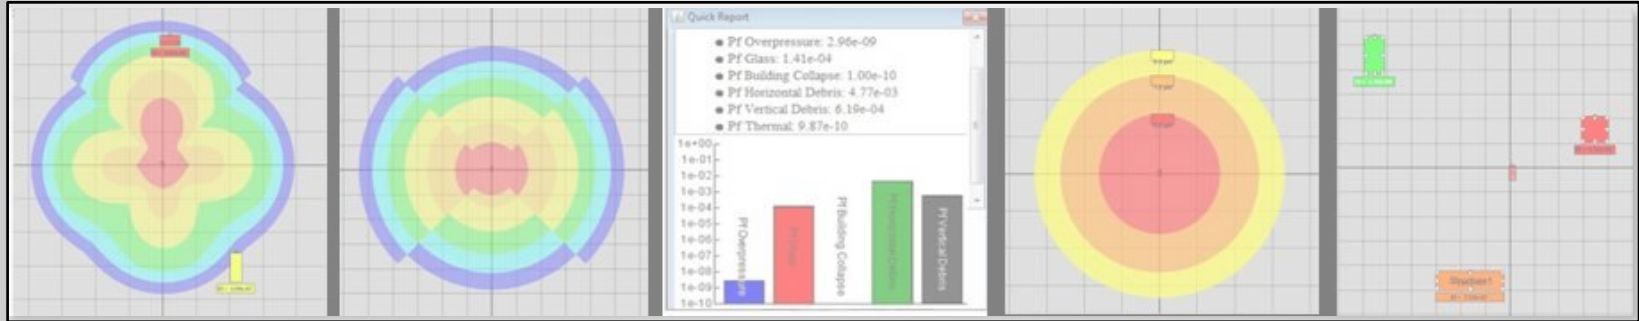 Quick Report
Pf Overpressure: 2.96e-09
Pf Glass: 1.41e-04
Pf Building Collapse: 1.00e-10
Pf Horizontal Debris: 4.77e-03
Pf Vertical Debris: 6.19e-04
Pf Thermal: 9.87e-10
1e+00
1e-01
1e-02
1e-03
1e-04
1e-05
1e-06
1e-07
1e-08
1e-09
1e-10
Pf Overpressure
Pf Glass
Pf Building Collapse
Pf Horizontal Debris
Pf Vertical Debris